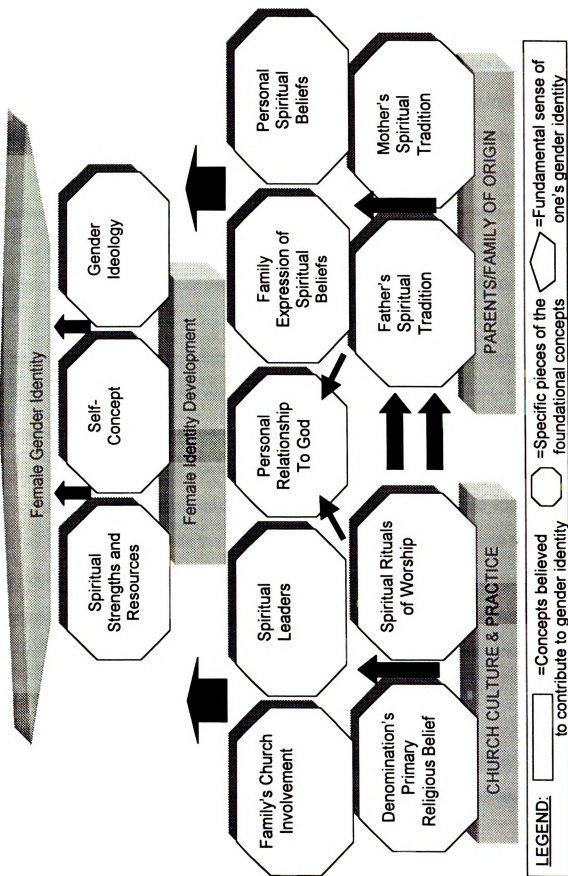 Female Gender Identity
Spiritual
Strengths and
Resources
Self-
Concept
Gender
Ideology
Female Identity Development
Family's Church
Involvement
Spiritual
Leaders
Personal
Relationship
To God
Family
Expression of
Spiritual
Beliefs
Personal
Spiritual
Beliefs
Denomination's
Primary
Religious Belief
Spiritual Rituals
of Worship
Father's
Spiritual
Tradition
Mother's
Spiritual
Tradition
CHURCH CULTURE & PRACTICE
PARENTS/FAMILY OF ORIGIN
LEGEND:
=Concepts believed
to contribute to gender identity
=Specific pieces of the
foundational concepts
=Fundamental sense of
one's gender identity